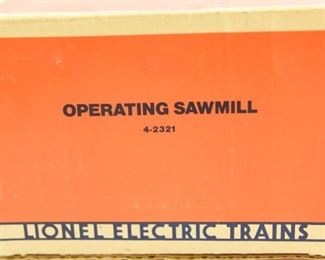 OPERATING SAWMILL
4-2321
LIONEL ELECTRIC TRAINS